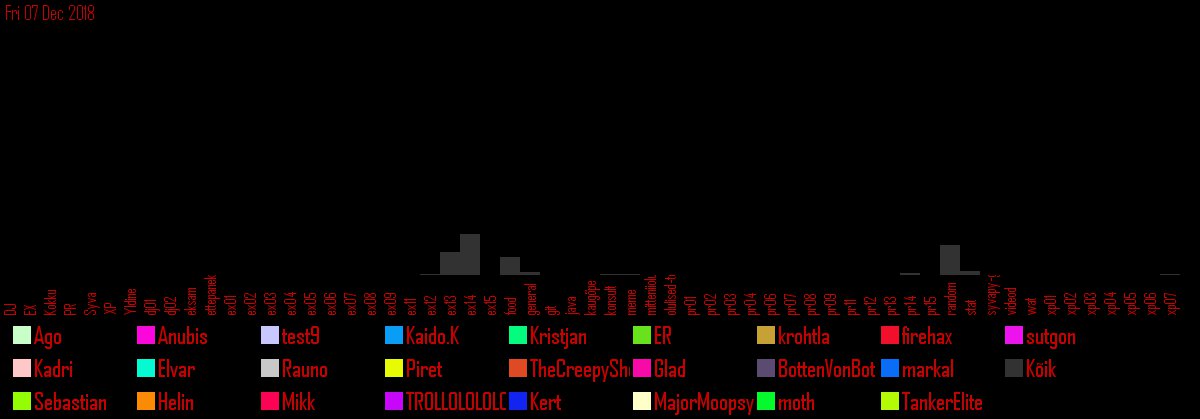 Fri 07 Dec 2018
DJ EX Kokku PR Syva XP Yldine dj01 dj02 eksam ettepanek ex01 ex02 ex03 ex04 ex05 ex06 ex07 ex08 ex09 ex11 ex12 ex13 ex14 ex15 food general git java kaugõpe konsult meme olulised-t pr01 pr02 pr03 pr04 pr06 pr07 pr08 pr09 pr11 pr12 pr13 pr14 pr15 random stat videod waf xp01 xp02 xp03 xp04 xp05 xp06 xp07
Ago Anubis test9 Kaido.K Kristjan ER krohtla firehax sutgon
Kadri Elvar Rauno Piret TheCreepySh Glad BottenVonBot markal Kõik
Sebastian Helin Mikk TROLLOLOLOLO Kert MajorMoopsy moth TankerElite